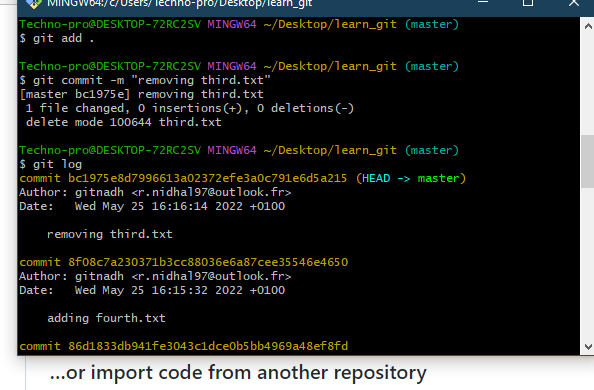 MINGW64:/c/Users/Techno-pro/Desktop/learn_git
Techno-pro@DESKTOP-72RC2SV MINGW64 ~/Desktop/learn_git (master)
$ git add .
Techno-pro@DESKTOP-72RC2SV MINGW64 ~/Desktop/learn_git (master)
$ git commit -m "removing third.txt"
[master bc1975e] removing third.txt
1 file changed, 0 insertions(+), 0 deletions(-)
delete mode 100644 third.txt
Techno-pro@DESKTOP-72RC2SV MINGW64 ~/Desktop/learn_git (master)
$ git log
commit bc1975e8d7996613a02372efe3a0c791e6d5a215 (HEAD -> master)
Author: gitnadh <r.nidhal97@outlook.fr>
Date:   Wed May 25 16:16:14 2022 +0100
removing third.txt
commit 8f08c7a230371b3cc88036e6a87cee35546e4650
Author: gitnadh <r.nidhal97@outlook.fr>
Date:   Wed May 25 16:15:32 2022 +0100
adding fourth.txt
commit 86d1833db941fe3043c1dce0b5bb4969a48ef8fd
...or import code from another repository